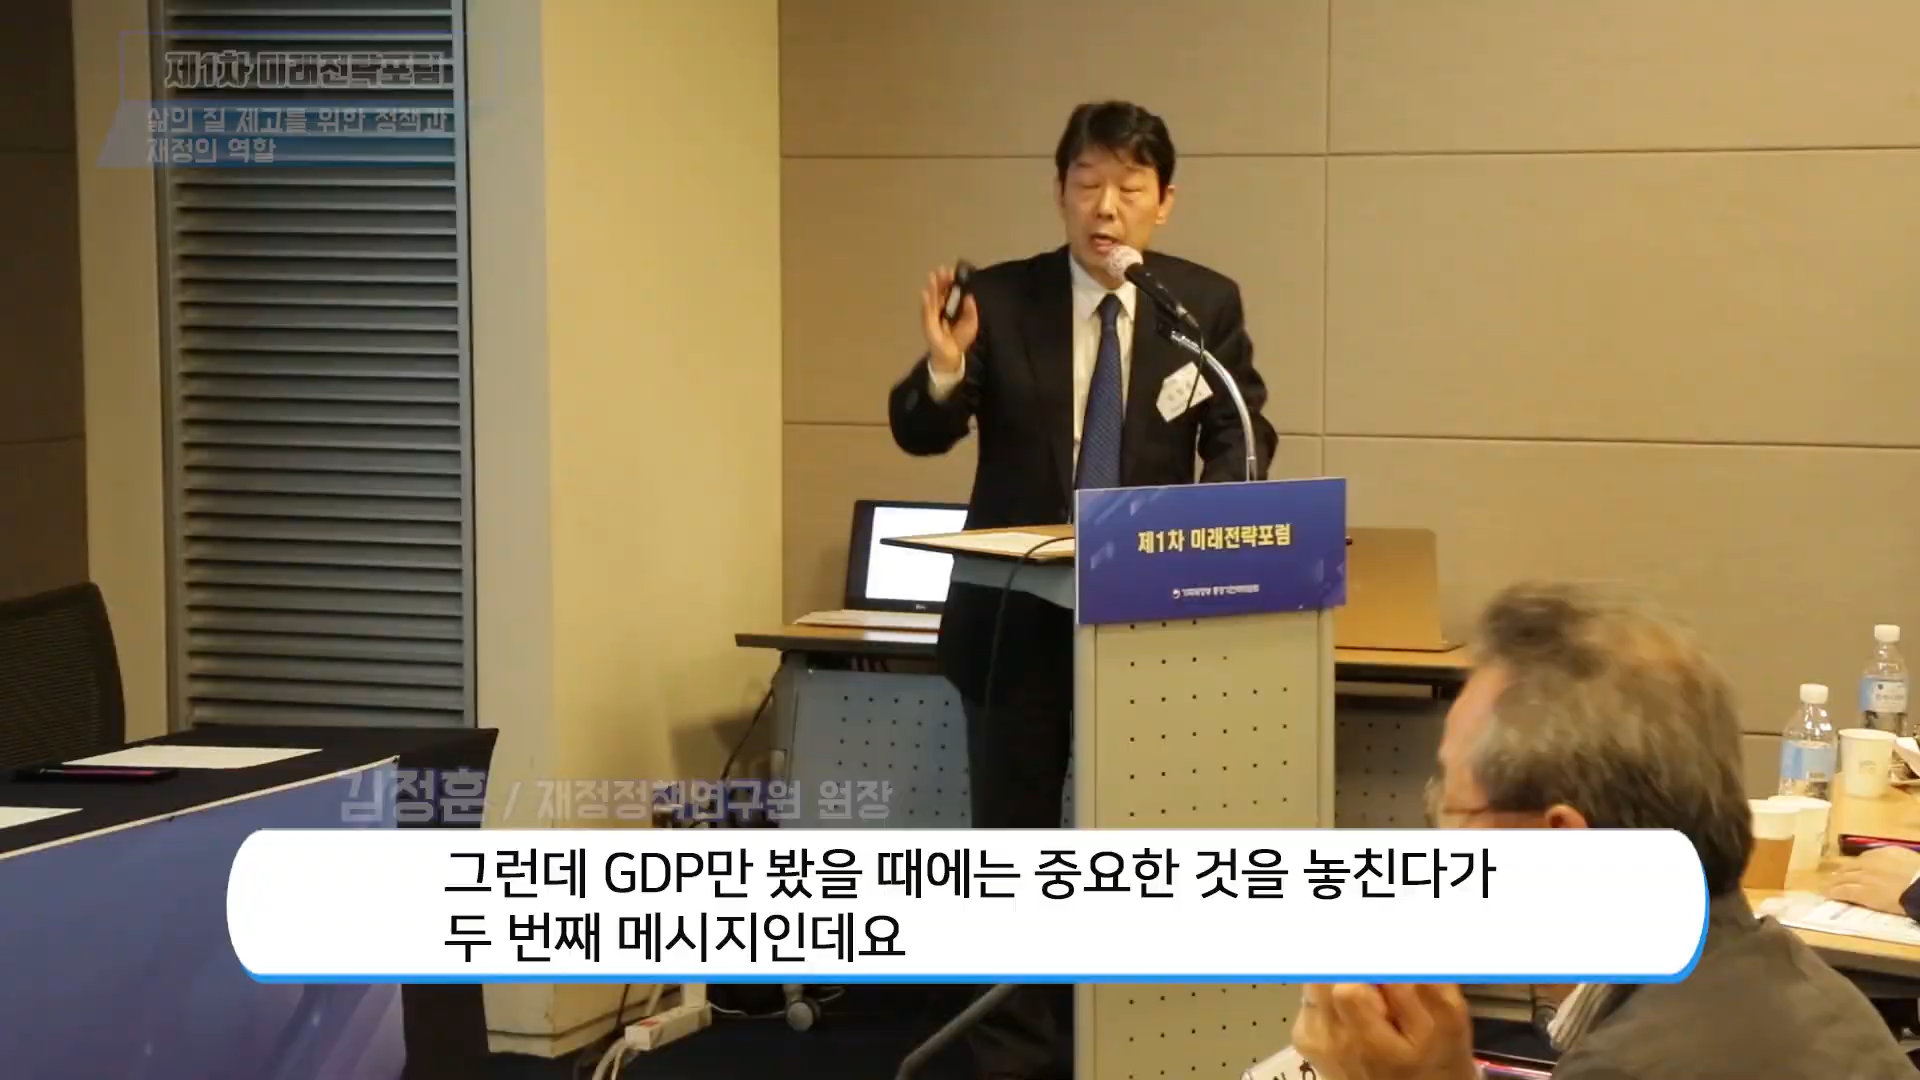 제1차 미래전략포럼
삶의 질 제고를 위한 정책과
재정의 역할
제1차 미래전략포럼
김정훈 / 재정정책연구원 원장
그런데 GDP만 봤을 때에는 중요한 것을 놓친다가
두 번째 메시지인데요